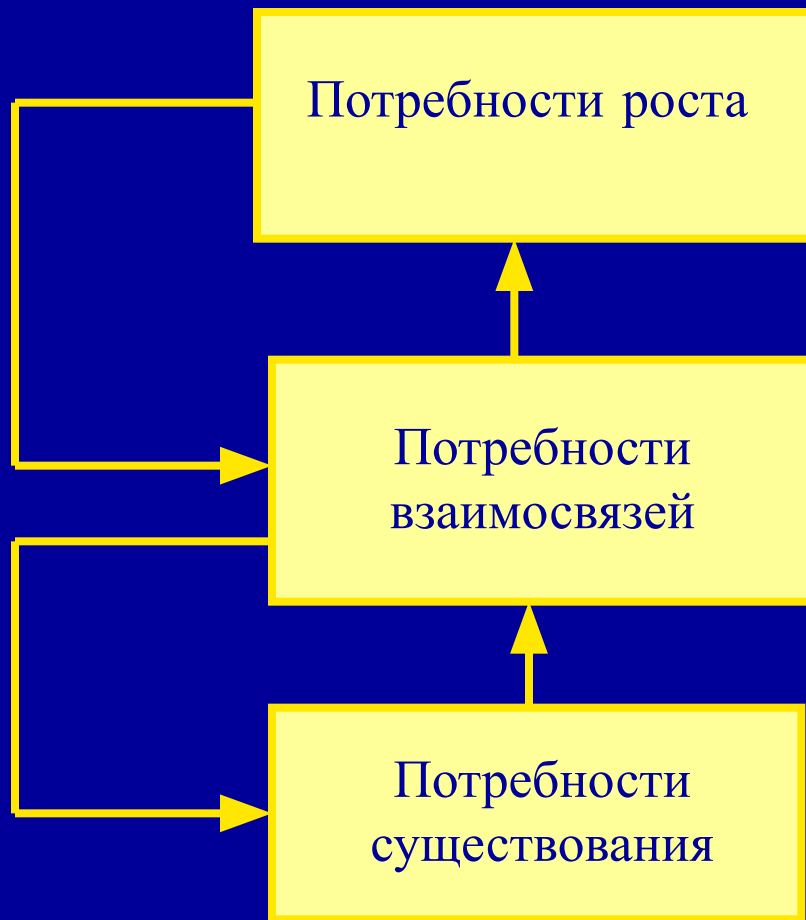 Потребности роста
Потребности
взаимосвязей
Потребности
существования